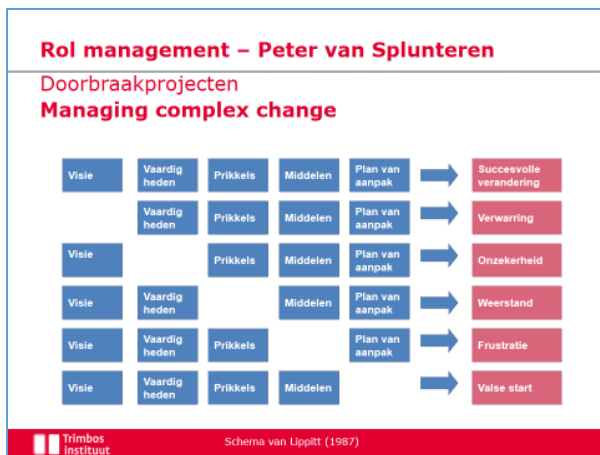 Rol management – Peter van Splunteren
Doorbraakprojecten
Managing complex change
Visie
Vaardig
heden
Prikkels
Middelen
Plan van
aanpak
Succesvolle
verandering
Vaardig
heden
Prikkels
Middelen
Plan van
aanpak
Verwarring
Visie
Prikkels
Middelen
Plan van
aanpak
Onzekerheid
Visie
Vaardig
heden
Middelen
Plan van
aanpak
Weerstand
Visie
Vaardig
heden
Prikkels
Plan van
aanpak
Frustratie
Visie
Vaardig
heden
Prikkels
Middelen
Valse start
Trimbos
instituut
Schema van Lippitt (1987)